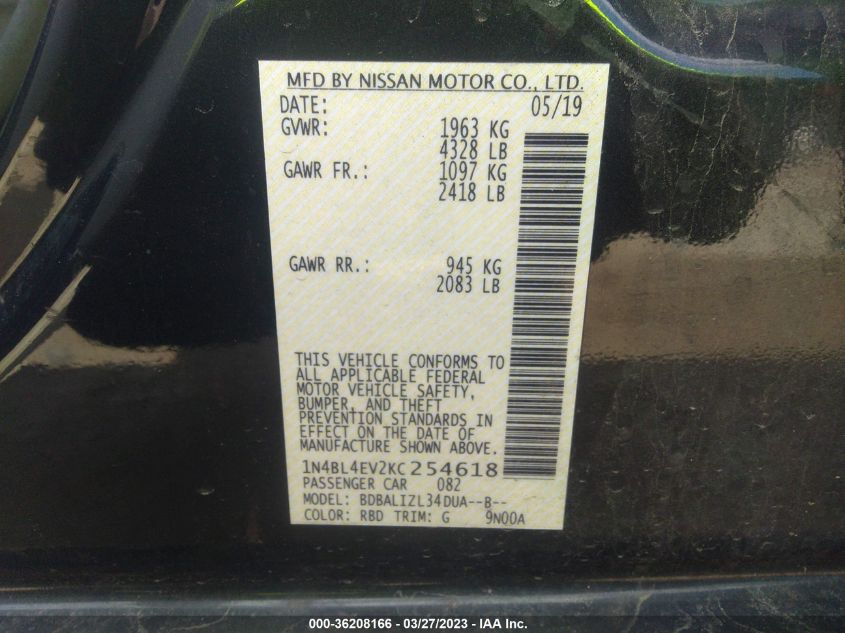 MFD BY NISSAN MOTOR CO., LTD.
DATE: 05/19
GVWR: 1963 KG
4328 LB
GAWR FR.: 1097 KG
2418 LB
GAWR RR.: 945 KG
2083 LB
THIS VEHICLE CONFORMS TO
ALL APPLICABLE FEDERAL
MOTOR VEHICLE SAFETY,
BUMPER, AND THEFT
PREVENTION STANDARDS IN
EFFECT ON THE DATE OF
MANUFACTURE SHOWN ABOVE.
1N4BL4EV2KC254618
PASSENGER CAR 082
MODEL: BDBALIZL34DUA--B--
COLOR: RBD TRIM: G 9N00A
000-36208166 — 03/27/2023 — IAA Inc.